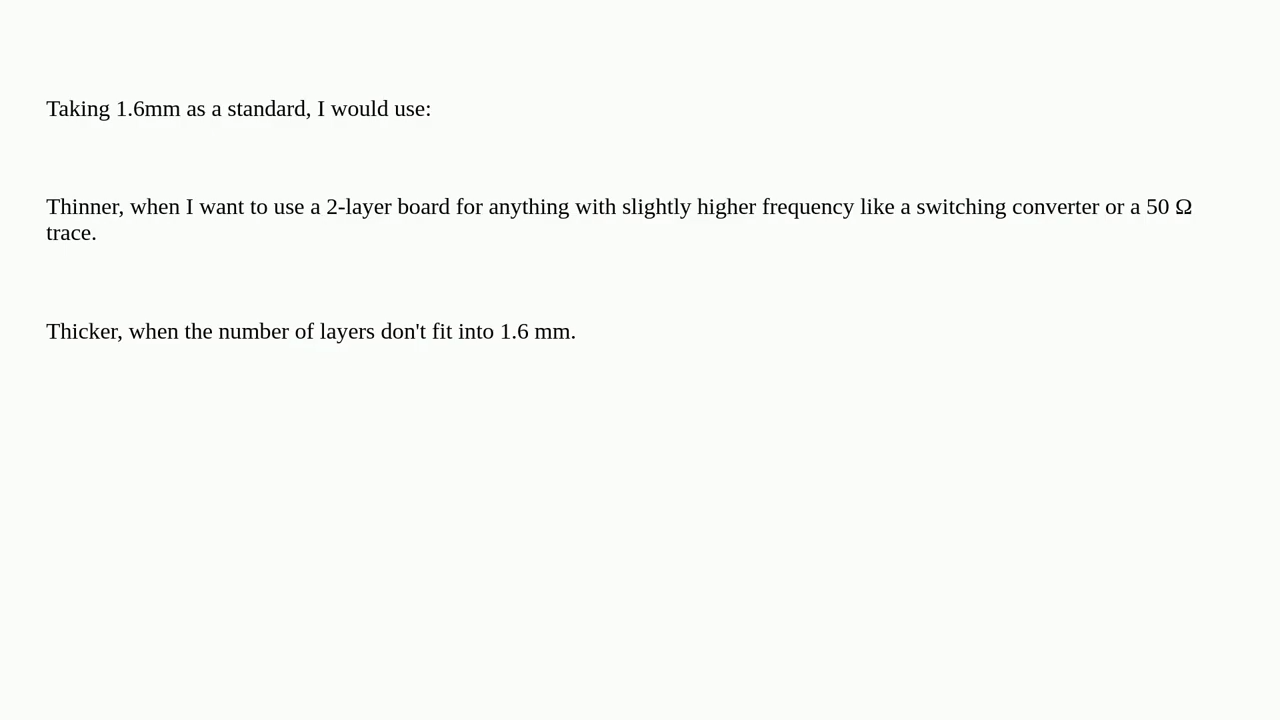 Taking 1.6mm as a standard, I would use:
Thinner, when I want to use a 2-layer board for anything with slightly higher frequency like a switching converter or a 50 Ω
trace.
Thicker, when the number of layers don't fit into 1.6 mm.